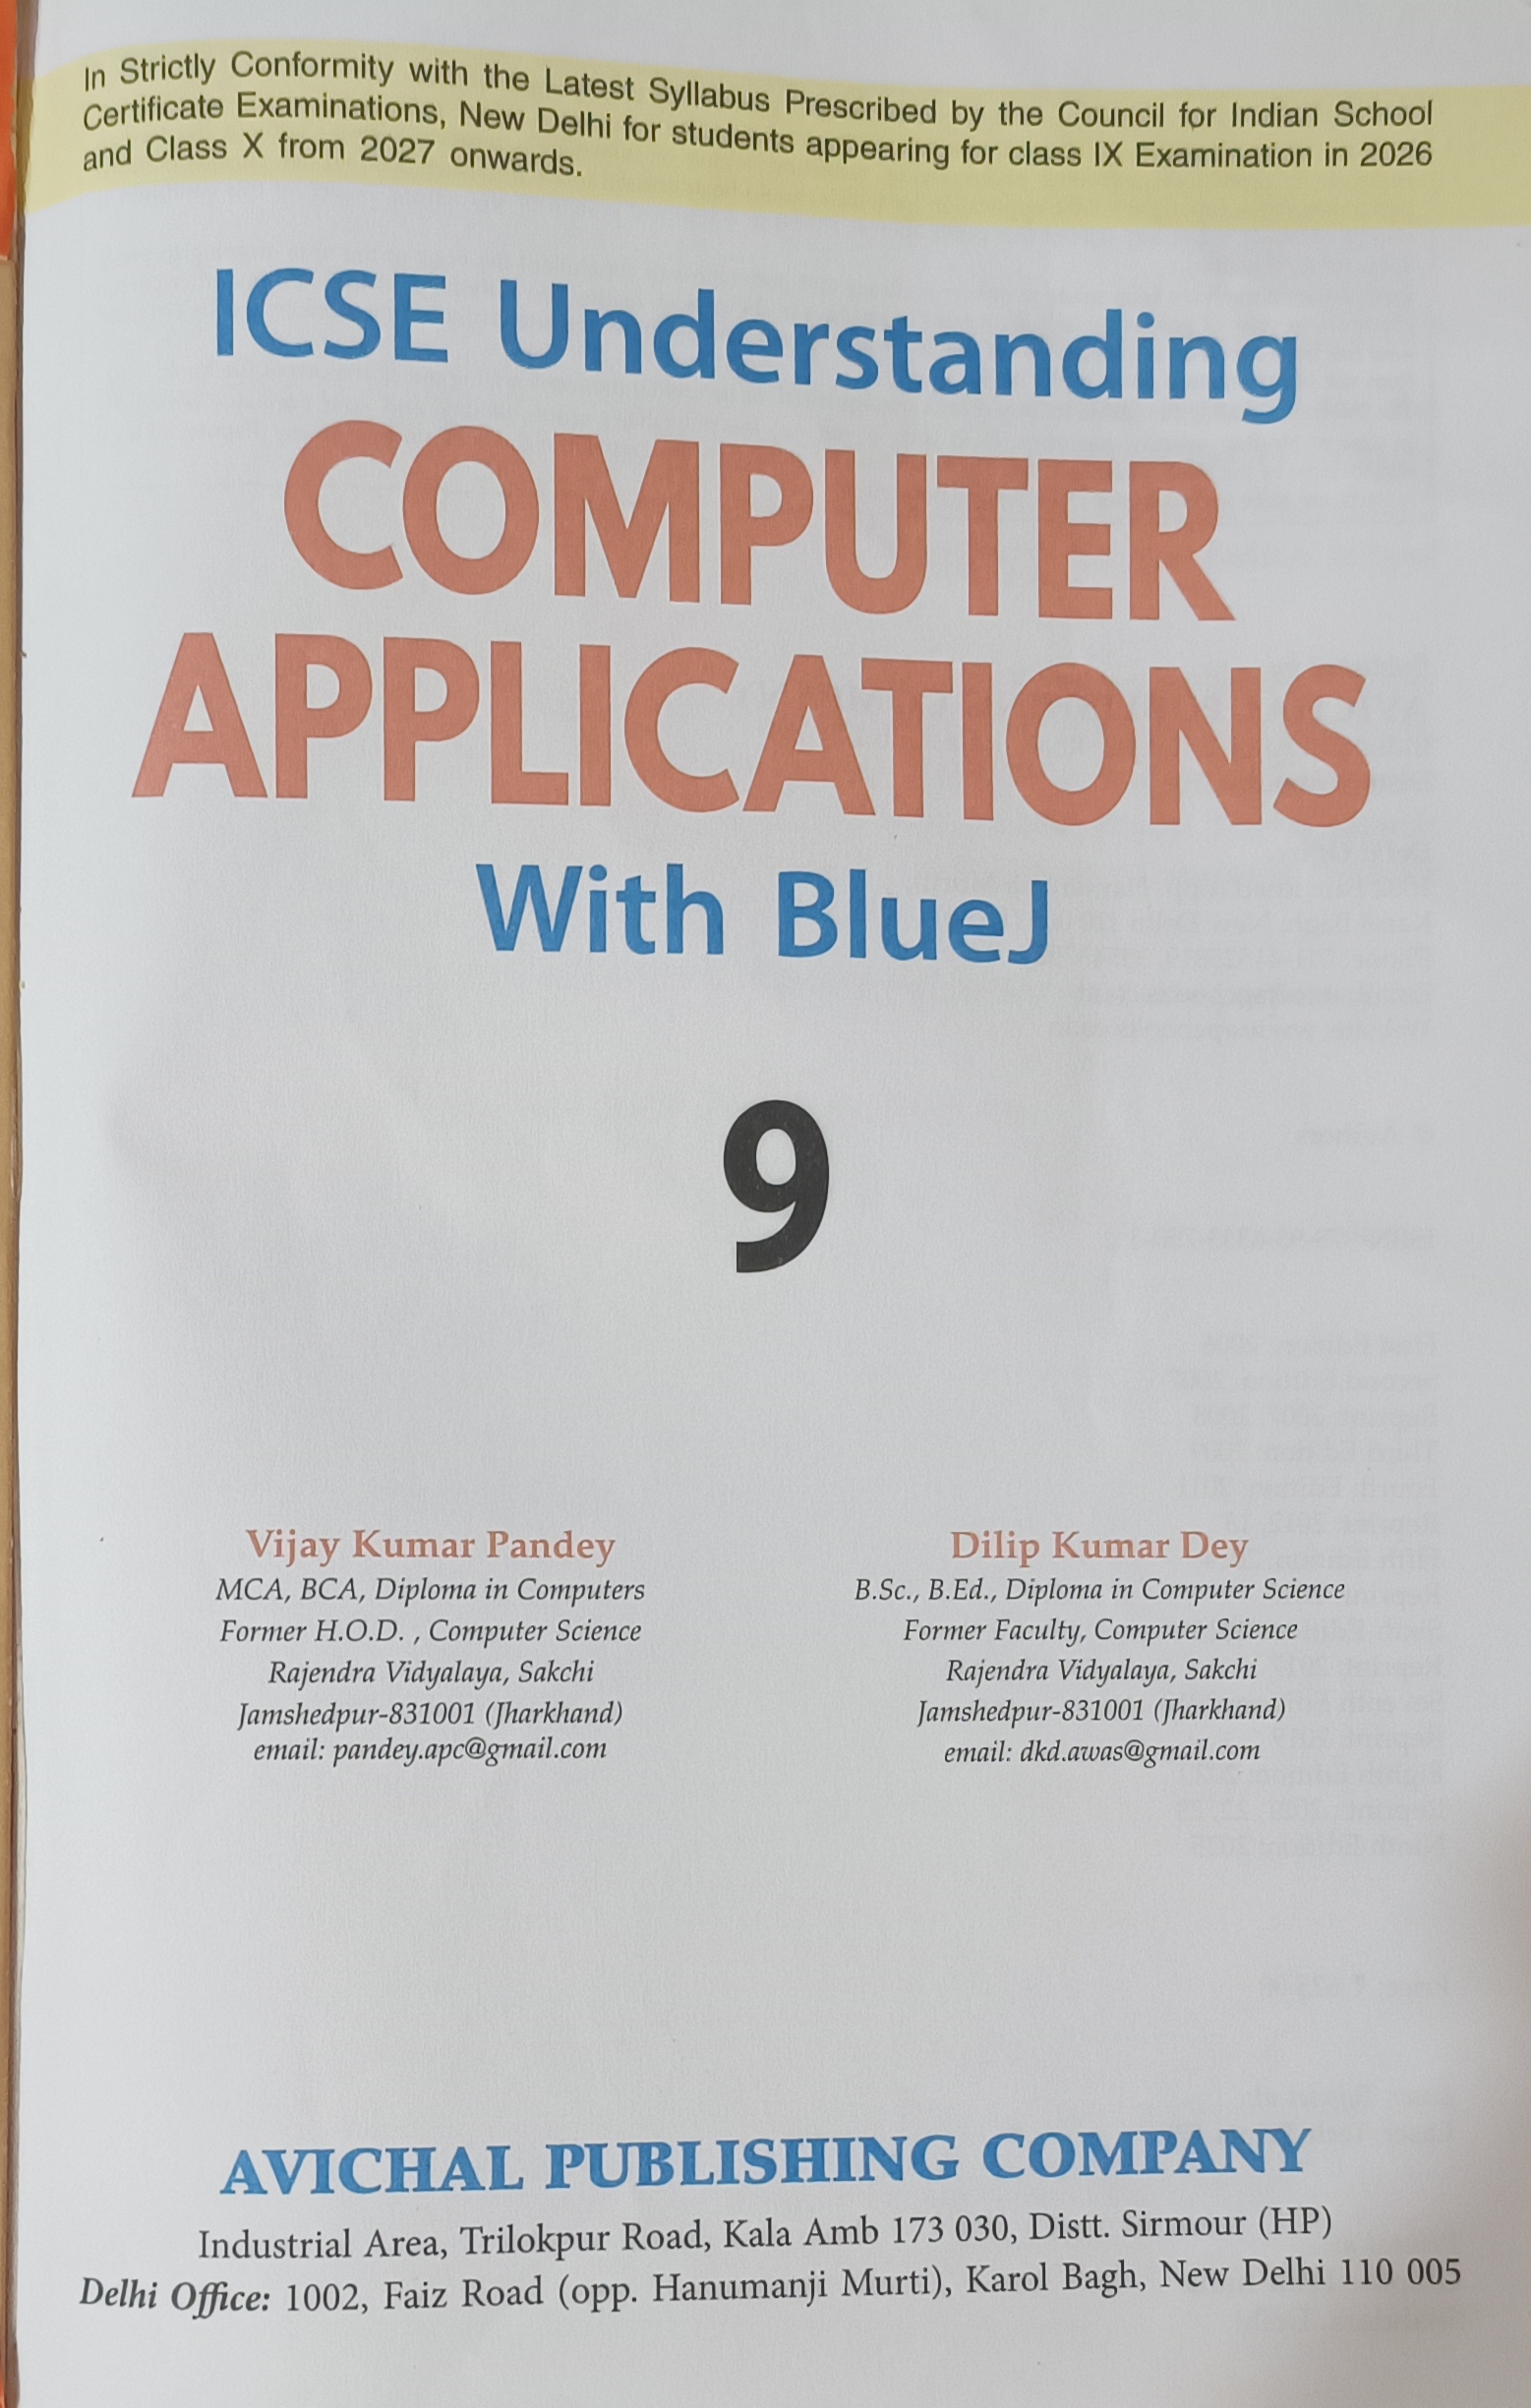 In Strictly Conformity with the Latest Syllabus Prescribed by the Council for Indian School
Certificate Examinations, New Delhi for students appearing for class IX Examination in 2026
and Class X from 2027 onwards.
ICSE Understanding
COMPUTER
APPLICATIONS
With BlueJ
9
Vijay Kumar Pandey
MCA, BCA, Diploma in Computers
Former H.O.D. , Computer Science
Rajendra Vidyalaya, Sakchi
Jamshedpur-831001 (Jharkhand)
email: pandey.apc@gmail.com
Dilip Kumar Dey
B.Sc., B.Ed., Diploma in Computer Science
Former Faculty, Computer Science
Rajendra Vidyalaya, Sakchi
Jamshedpur-831001 (Jharkhand)
email: dkd.awas@gmail.com
AVICHAL PUBLISHING COMPANY
Industrial Area, Trilokpur Road, Kala Amb 173 030, Distt. Sirmour (HP)
Delhi Office: 1002, Faiz Road (opp. Hanumanji Murti), Karol Bagh, New Delhi 110 005